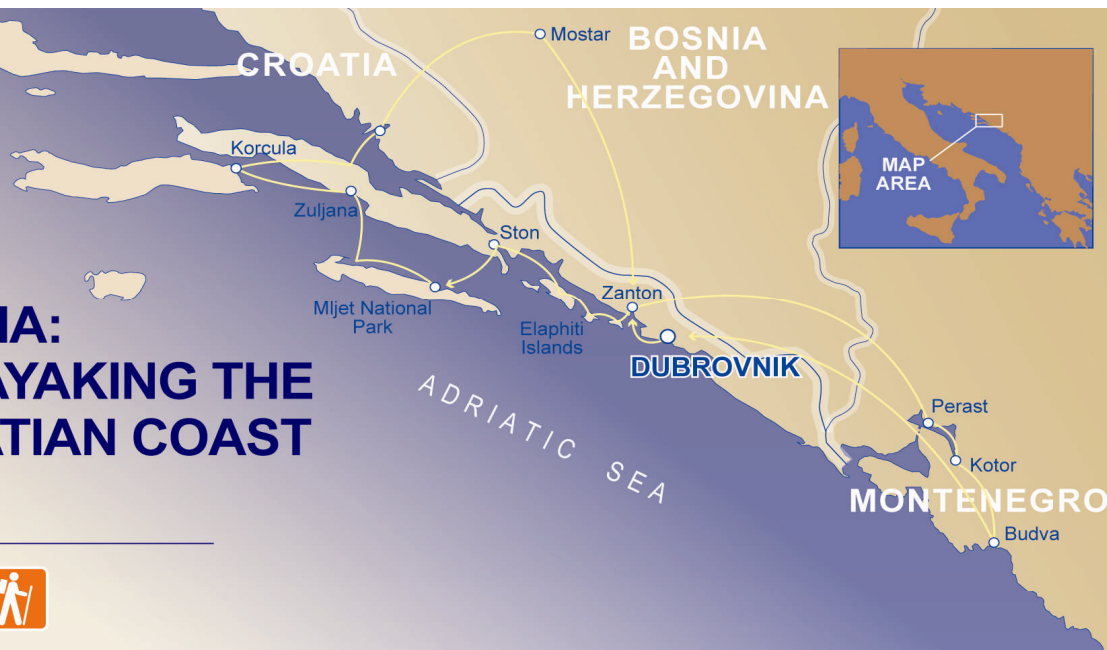 Mostar
BOSNIA
AND
HERZEGOVINA
CROATIA
MAP
AREA
Korcula
Zuljana
Ston
Mljet National
Park
Zanton
Elaphiti
Islands
DUBROVNIK
IA:
AYAKING THE
ATIAN COAST
ADRIATIC SEA
Perast
Kotor
MONTENEGRO
Budva